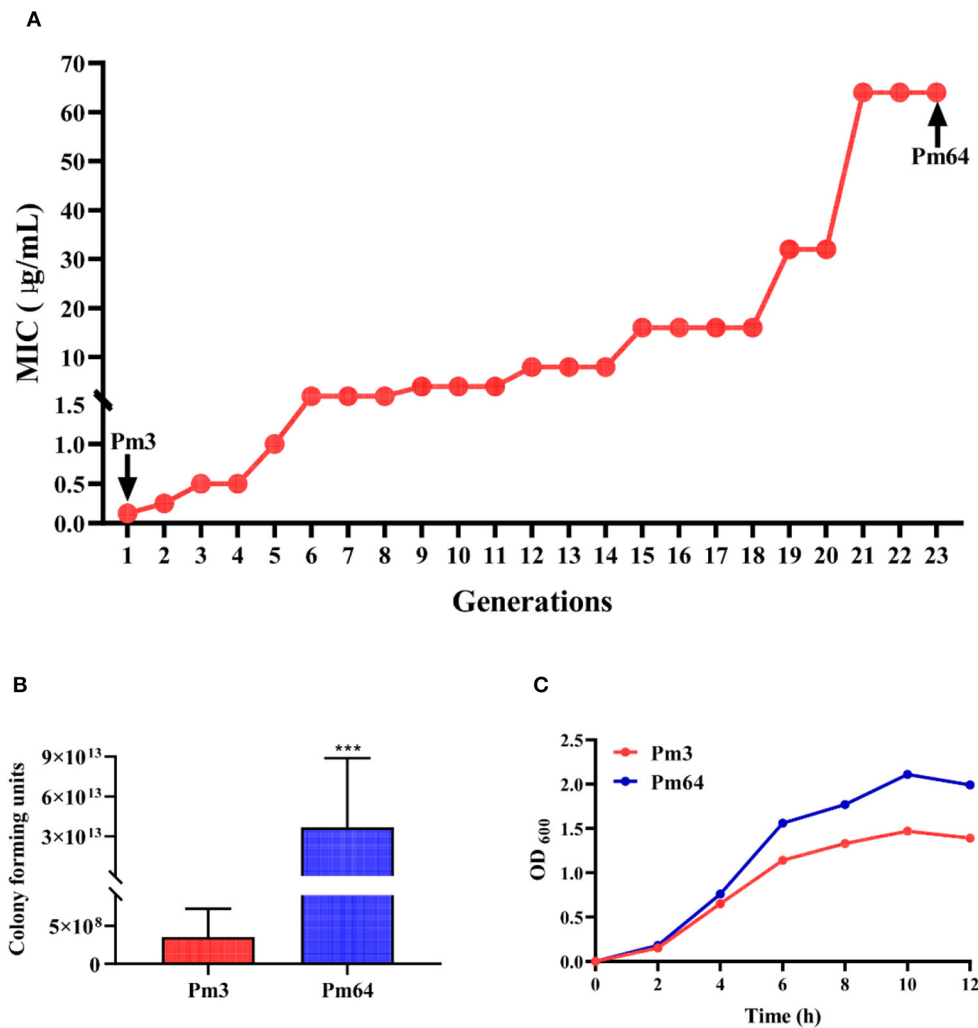 A
MIC ( μg/mL)
70
60
50
40
30
20
10
1.5
1.0
0.5
0.0
Pm3
Pm64
1 2 3 4 5 6 7 8 9 10 11 12 13 14 15 16 17 18 19 20 21 22 23
Generations
B
Colony forming units
9×10¹³
6×10¹³
3×10¹³
5×10⁸
0
***
Pm3 Pm64
C
OD 600
2.5
2.0
1.5
1.0
0.5
0.0
Pm3
Pm64
0 2 4 6 8 10 12
Time (h)